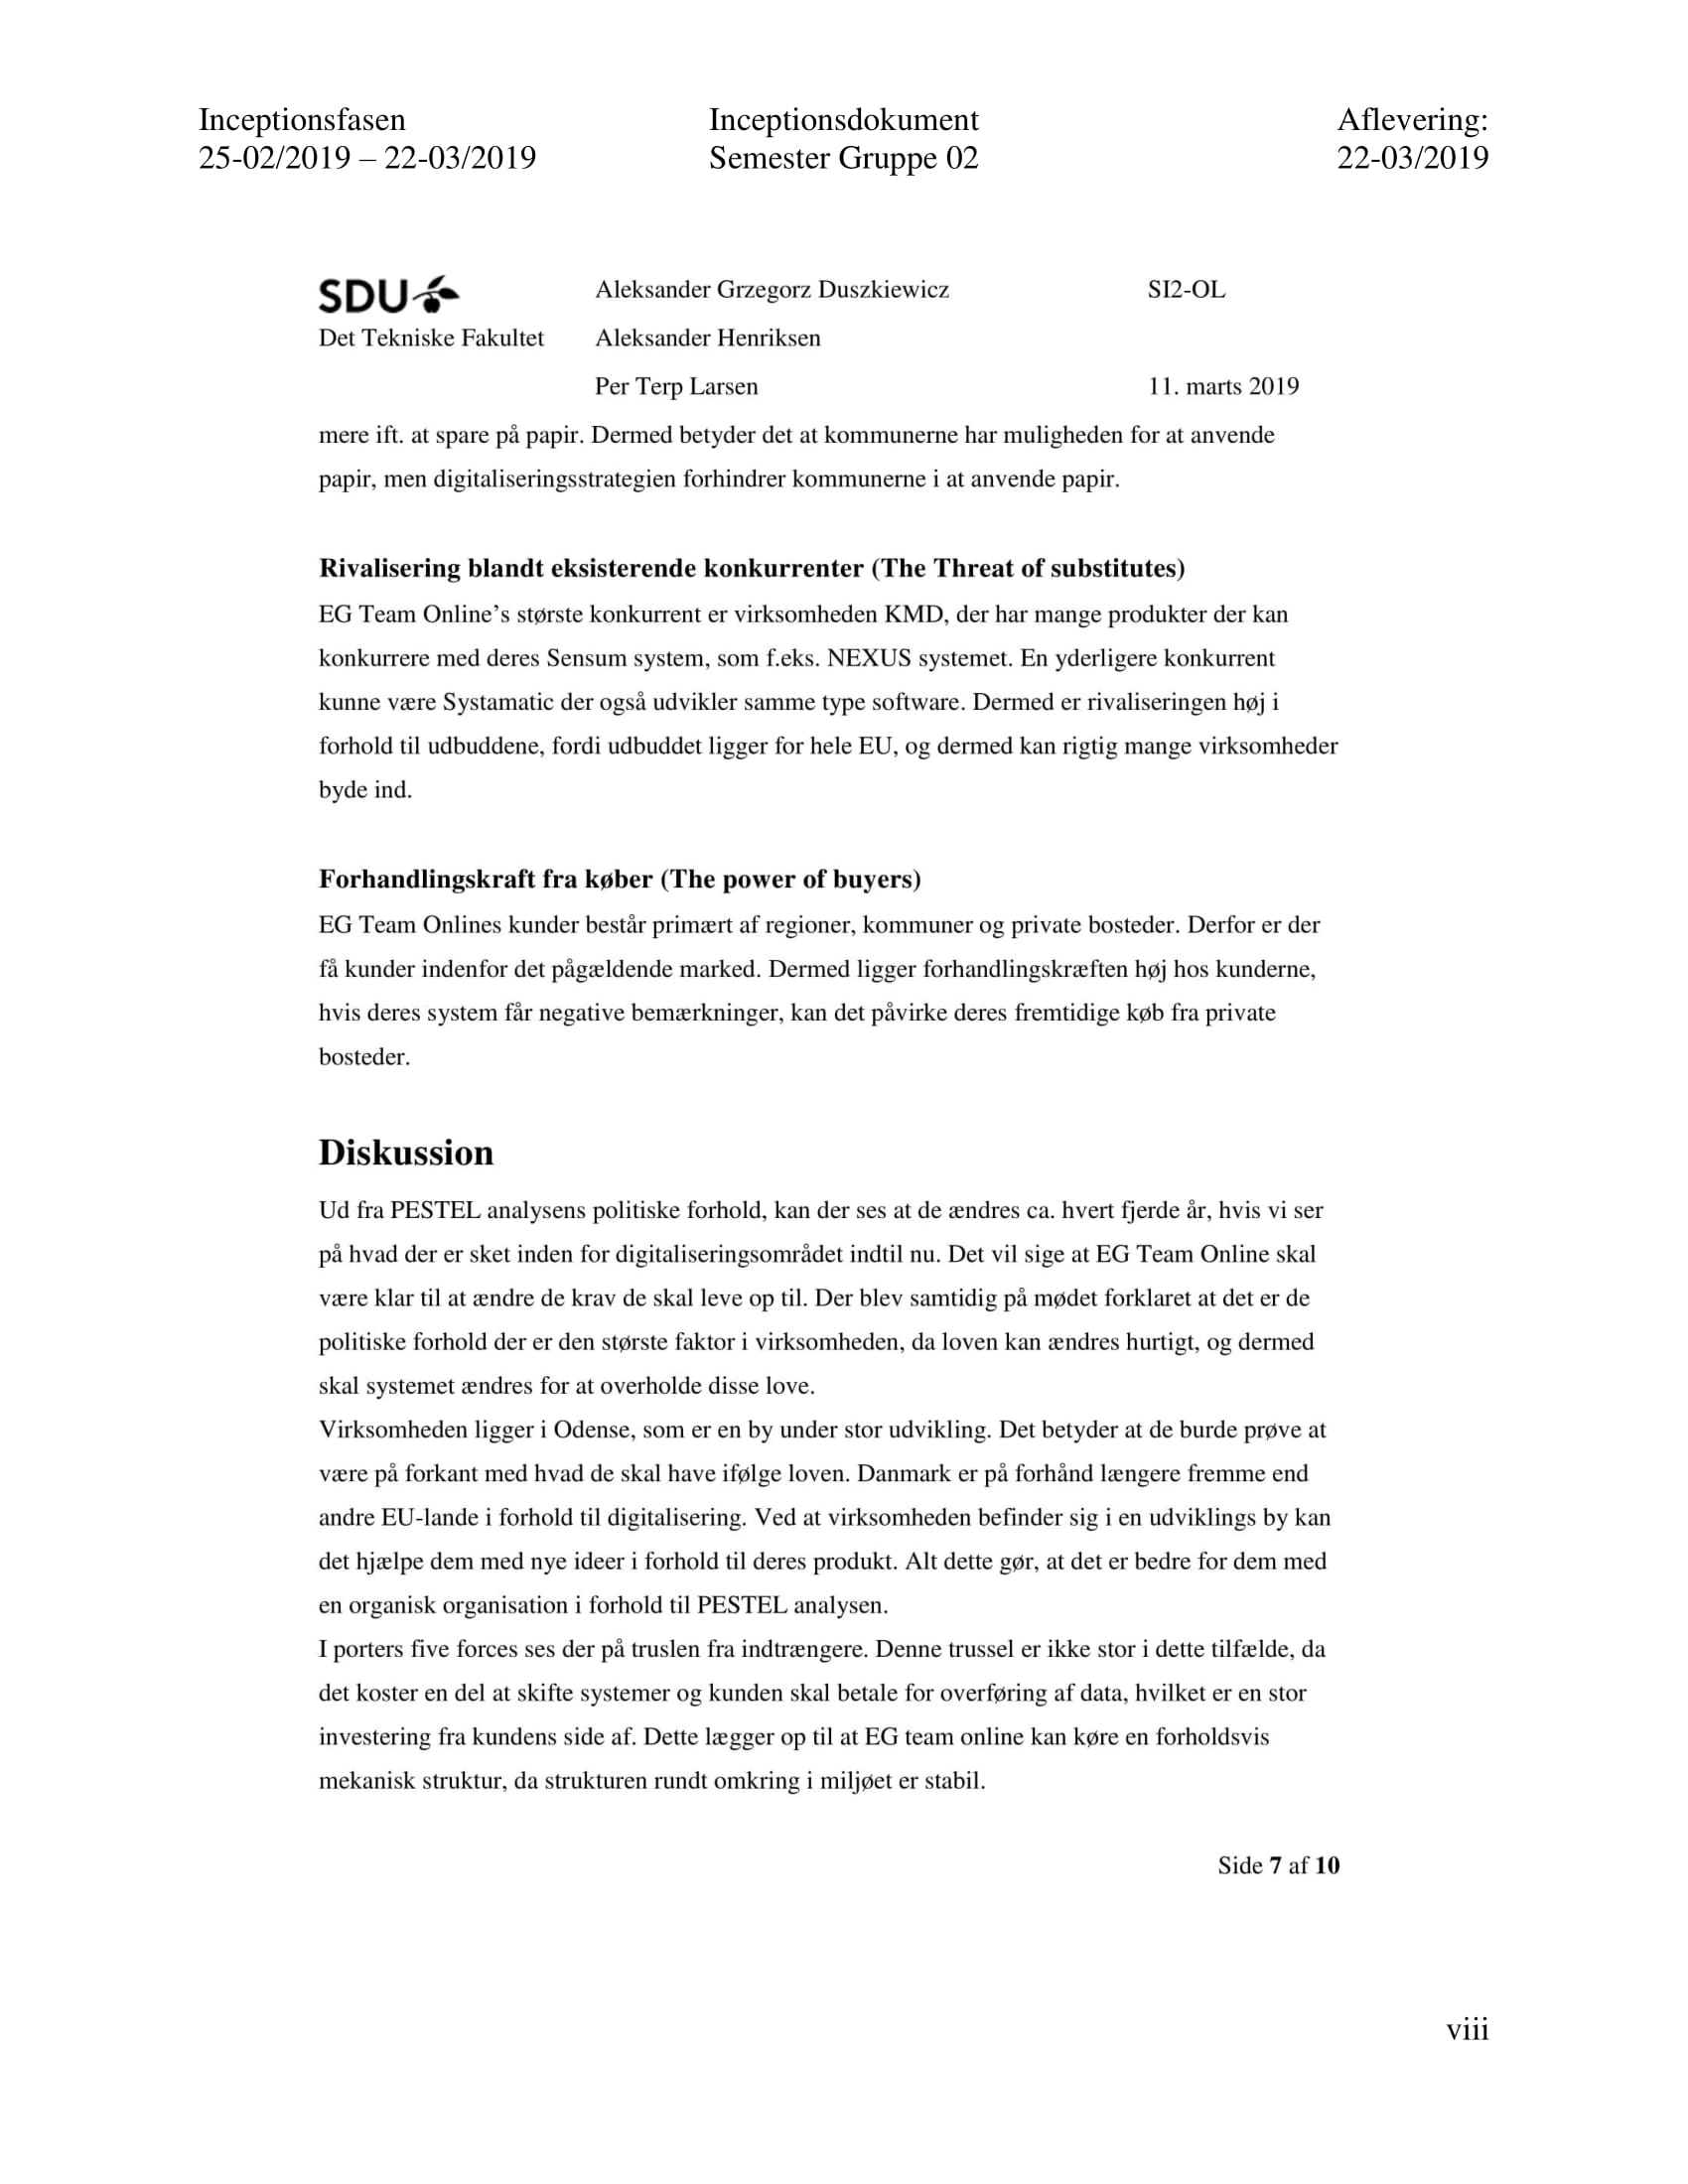 Inceptionsfasen Inceptionsdokument Aflevering:
25-02/2019 – 22-03/2019 Semester Gruppe 02 22-03/2019
SDU Aleksander Grzegorz Duszkiewicz SI2-OL
Det Tekniske Fakultet Aleksander Henriksen
Per Terp Larsen 11. marts 2019
mere ift. at spare på papir. Dermed betyder det at kommunerne har muligheden for at anvende
papir, men digitaliseringsstrategien forhindrer kommunerne i at anvende papir.
Rivalisering blandt eksisterende konkurrenter (The Threat of substitutes)
EG Team Online’s største konkurrent er virksomheden KMD, der har mange produkter der kan
konkurrere med deres Sensum system, som f.eks. NEXUS systemet. En yderligere konkurrent
kunne være Systamatic der også udvikler samme type software. Dermed er rivaliseringen høj i
forhold til udbuddene, fordi udbuddet ligger for hele EU, og dermed kan rigtig mange virksomheder
byde ind.
Forhandlingskraft fra køber (The power of buyers)
EG Team Onlines kunder består primært af regioner, kommuner og private bosteder. Derfor er der
få kunder indenfor det pågældende marked. Dermed ligger forhandlingskræften høj hos kunderne,
hvis deres system får negative bemærkninger, kan det påvirke deres fremtidige køb fra private
bosteder.
Diskussion
Ud fra PESTEL analysens politiske forhold, kan der ses at de ændres ca. hvert fjerde år, hvis vi ser
på hvad der er sket inden for digitaliseringsområdet indtil nu. Det vil sige at EG Team Online skal
være klar til at ændre de krav de skal leve op til. Der blev samtidig på mødet forklaret at det er de
politiske forhold der er den største faktor i virksomheden, da loven kan ændres hurtigt, og dermed
skal systemet ændres for at overholde disse love.
Virksomheden ligger i Odense, som er en by under stor udvikling. Det betyder at de burde prøve at
være på forkant med hvad de skal have ifølge loven. Danmark er på forhånd længere fremme end
andre EU-lande i forhold til digitalisering. Ved at virksomheden befinder sig i en udviklings by kan
det hjælpe dem med nye ideer i forhold til deres produkt. Alt dette gør, at det er bedre for dem med
en organisk organisation i forhold til PESTEL analysen.
I porters five forces ses der på truslen fra indtrængere. Denne trussel er ikke stor i dette tilfælde, da
det koster en del at skifte systemer og kunden skal betale for overføring af data, hvilket er en stor
investering fra kundens side af. Dette lægger op til at EG team online kan køre en forholdsvis
mekanisk struktur, da strukturen rundt omkring i miljøet er stabil.
Side 7 af 10
viii